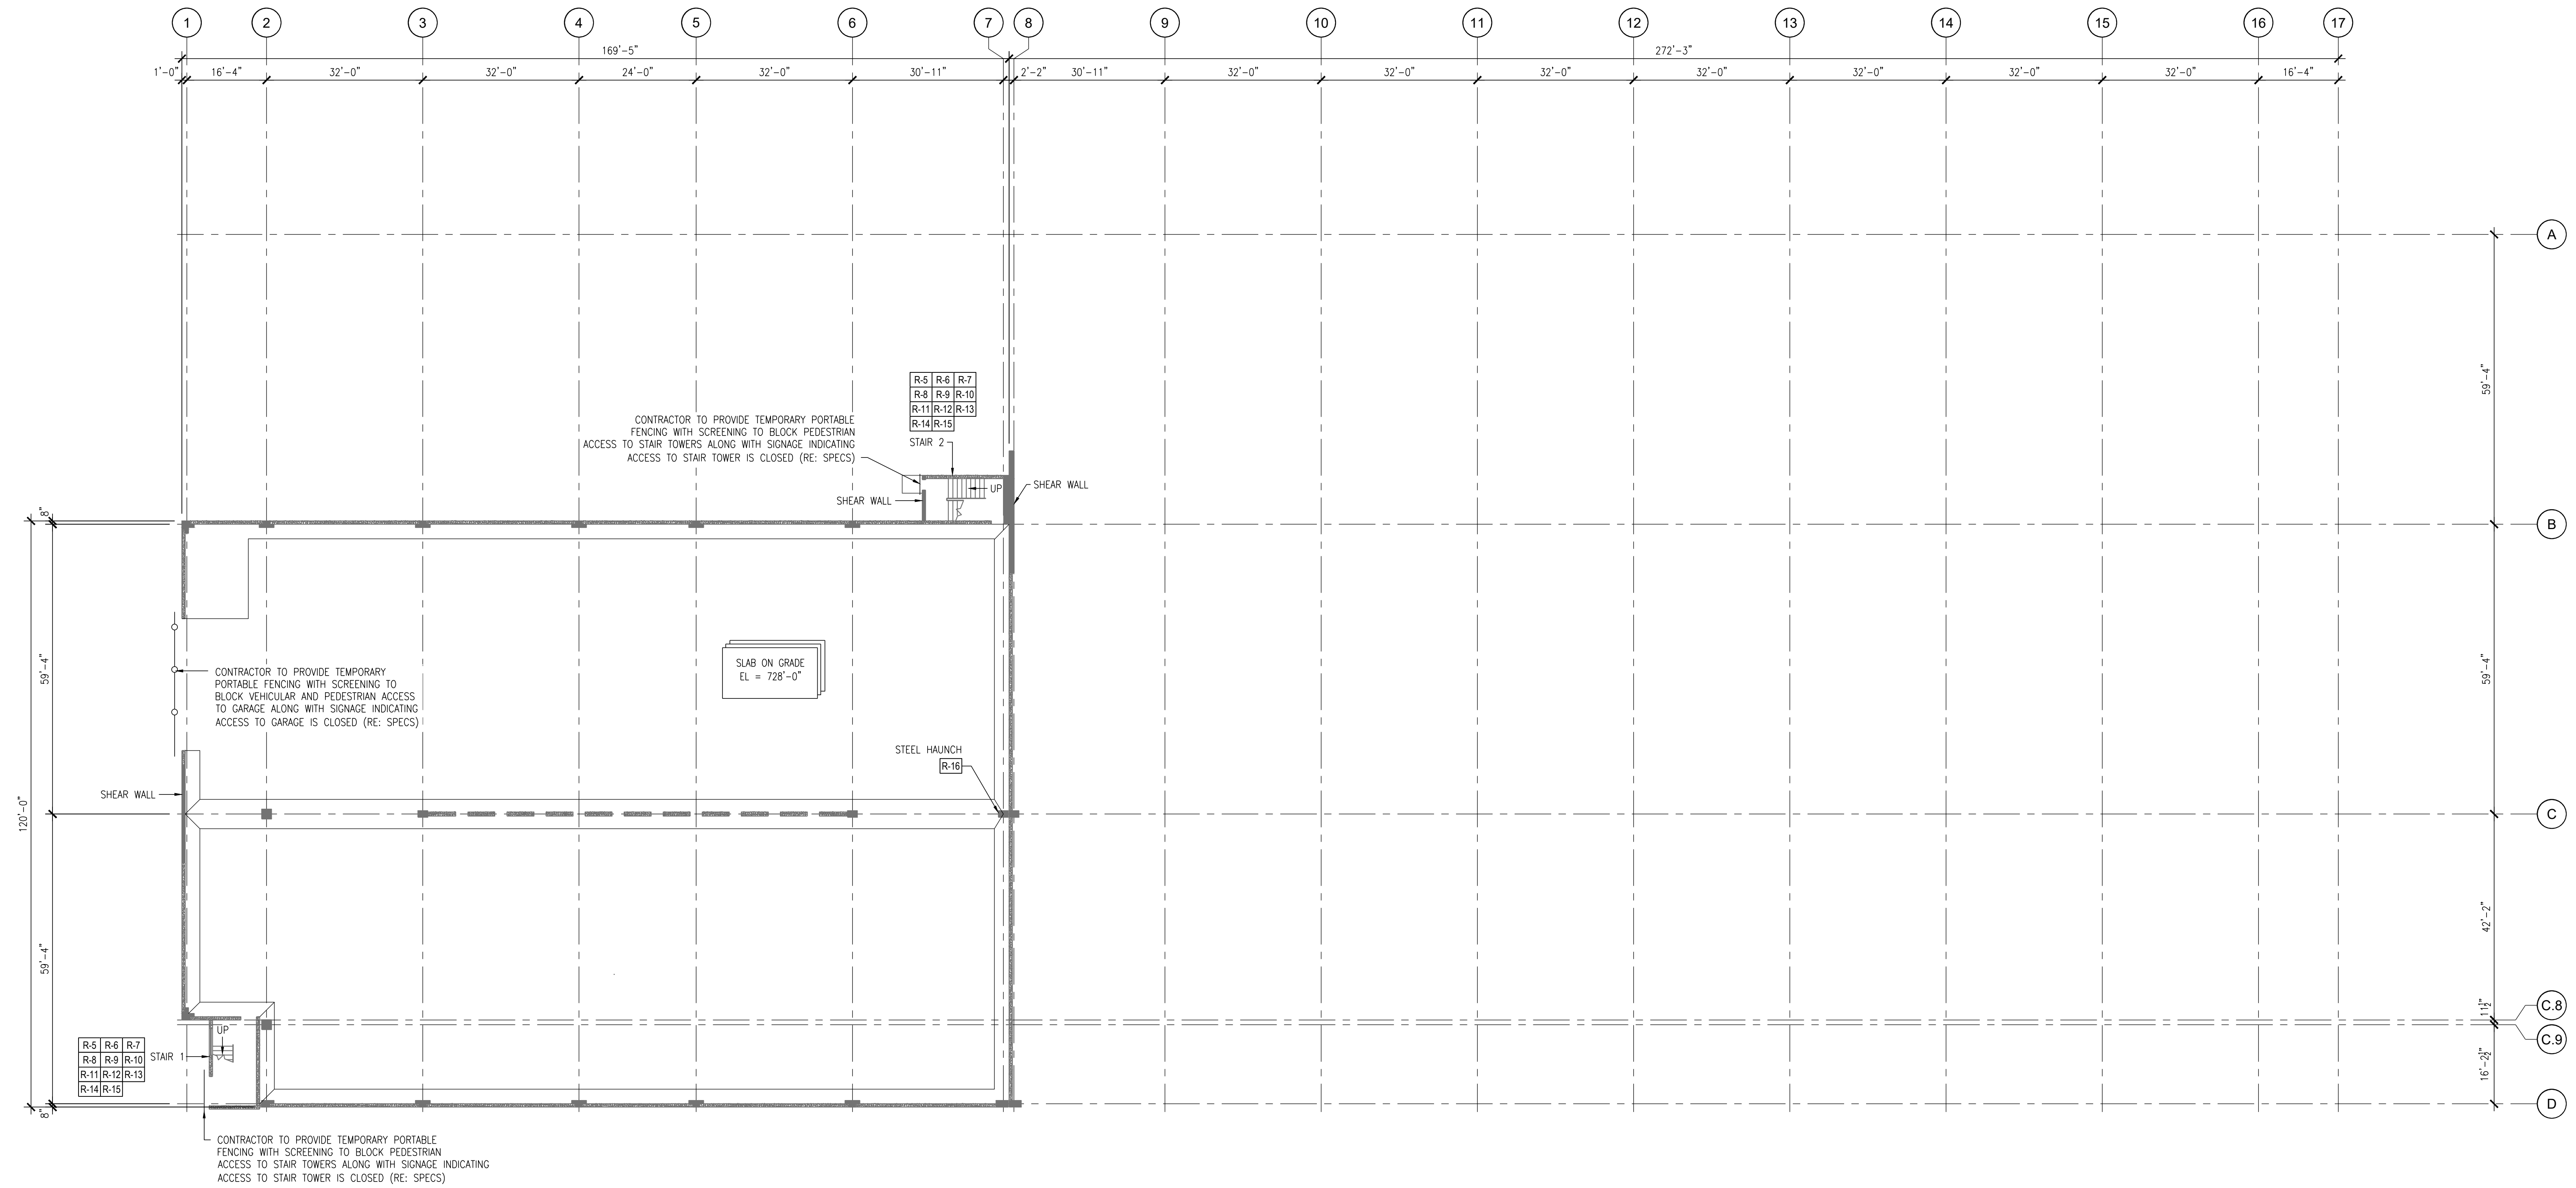 1 2 3 4 5 6 7 8 9 10 11 12 13 14 15 16 17
169'-5" 272'-3"
1'-0" 16'-4" 32'-0" 32'-0" 24'-0" 32'-0" 30'-11" 2'-2" 30'-11" 32'-0" 32'-0" 32'-0" 32'-0" 32'-0" 32'-0" 16'-4"
A
59'-4"
R-5 R-6 R-7
R-8 R-9 R-10
R-11 R-12 R-13
R-14 R-15
STAIR 2
CONTRACTOR TO PROVIDE TEMPORARY PORTABLE
FENCING WITH SCREENING TO BLOCK PEDESTRIAN
ACCESS TO STAIR TOWERS ALONG WITH SIGNAGE INDICATING
ACCESS TO STAIR TOWER IS CLOSED (RE: SPECS)
UP
SHEAR WALL
SHEAR WALL
8"
B
59'-4"
59'-4"
SLAB ON GRADE
EL = 728'-0"
CONTRACTOR TO PROVIDE TEMPORARY
PORTABLE FENCING WITH SCREENING TO
BLOCK VEHICULAR AND PEDESTRIAN ACCESS
TO GARAGE ALONG WITH SIGNAGE INDICATING
ACCESS TO GARAGE IS CLOSED (RE: SPECS)
STEEL HAUNCH
R-16
SHEAR WALL
120'-0"
C
59'-4"
42'-2"
11½"
C.8
C.9
16'-2½"
UP
R-5 R-6 R-7
R-8 R-9 R-10
R-11 R-12 R-13
R-14 R-15
STAIR 1
8"
D
CONTRACTOR TO PROVIDE TEMPORARY PORTABLE
FENCING WITH SCREENING TO BLOCK PEDESTRIAN
ACCESS TO STAIR TOWERS ALONG WITH SIGNAGE INDICATING
ACCESS TO STAIR TOWER IS CLOSED (RE: SPECS)